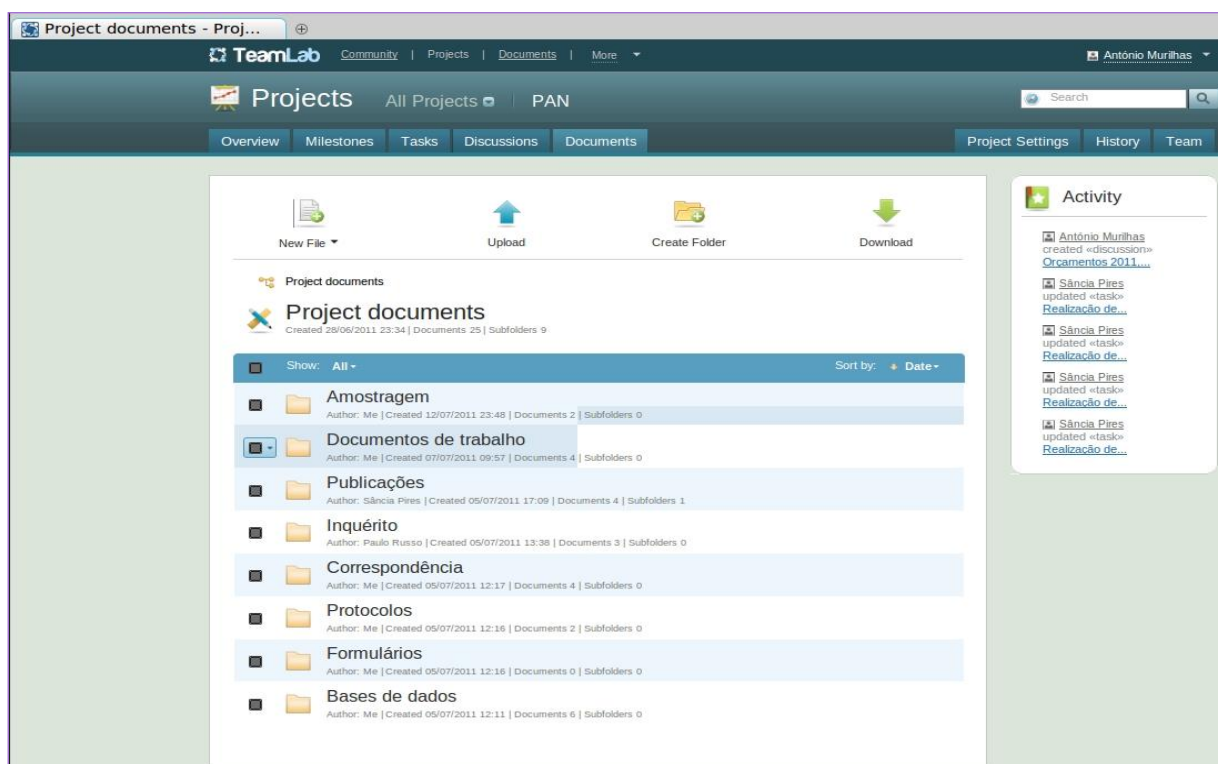 Project documents - Proj...
TeamLab Community | Projects | Documents | More António Murilhas
Projects All Projects PAN Search
Overview Milestones Tasks Discussions Documents Project Settings History Team
New File Upload Create Folder Download
Project documents
Project documents
Created 28/06/2011 23:34 | Documents 25 | Subfolders 9
Show: All Sort by: Date
Amostragem
Author: Me | Created 12/07/2011 23:48 | Documents 2 | Subfolders 0
Documentos de trabalho
Author: Me | Created 07/07/2011 09:57 | Documents 4 | Subfolders 0
Publicações
Author: Sância Pires | Created 05/07/2011 17:09 | Documents 4 | Subfolders 1
Inquérito
Author: Paulo Russo | Created 05/07/2011 13:38 | Documents 3 | Subfolders 0
Correspondência
Author: Me | Created 05/07/2011 12:17 | Documents 4 | Subfolders 0
Protocolos
Author: Me | Created 05/07/2011 12:16 | Documents 2 | Subfolders 0
Formulários
Author: Me | Created 05/07/2011 12:16 | Documents 0 | Subfolders 0
Bases de dados
Author: Me | Created 05/07/2011 12:11 | Documents 6 | Subfolders 0
Activity
António Murilhas
created «discussion»
Orçamentos 2011,...
Sância Pires
updated «task»
Realização de...
Sância Pires
updated «task»
Realização de...
Sância Pires
updated «task»
Realização de...
Sância Pires
updated «task»
Realização de...